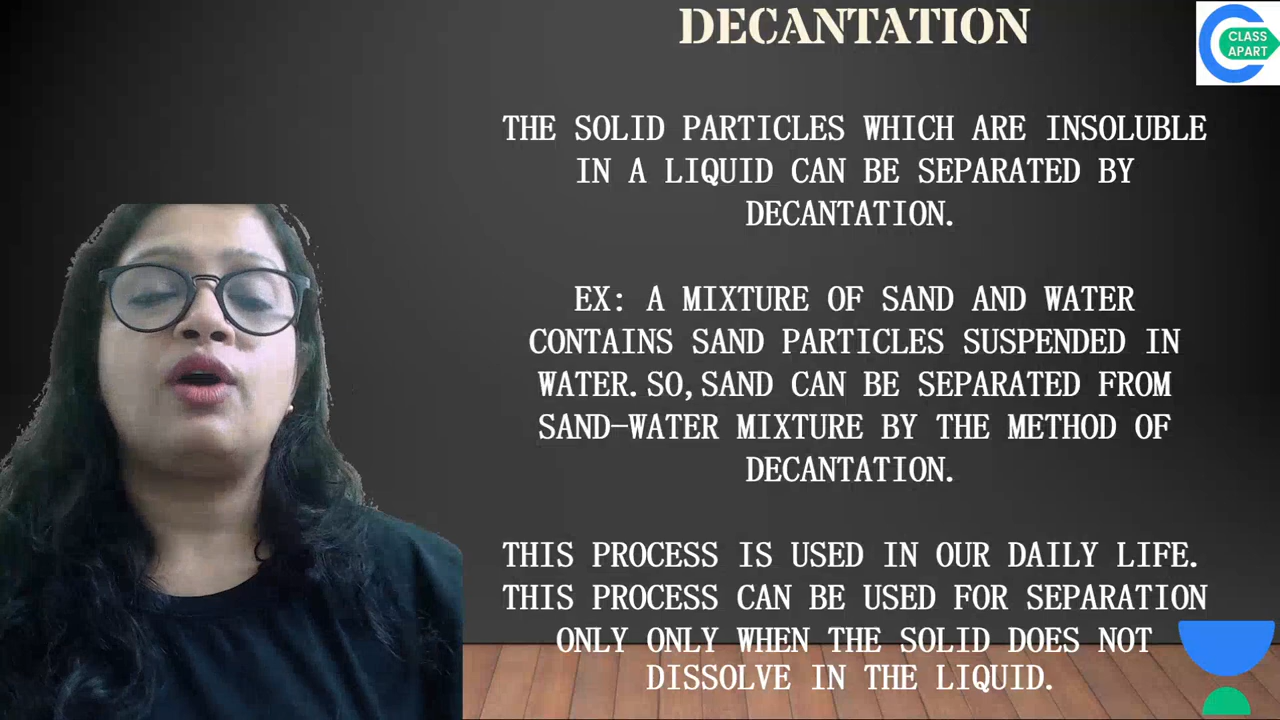 DECANTATION
CLASS
APART
THE SOLID PARTICLES WHICH ARE INSOLUBLE
IN A LIQUID CAN BE SEPARATED BY
DECANTATION.
EX: A MIXTURE OF SAND AND WATER
CONTAINS SAND PARTICLES SUSPENDED IN
WATER.SO,SAND CAN BE SEPARATED FROM
SAND-WATER MIXTURE BY THE METHOD OF
DECANTATION.
THIS PROCESS IS USED IN OUR DAILY LIFE.
THIS PROCESS CAN BE USED FOR SEPARATION
ONLY ONLY WHEN THE SOLID DOES NOT
DISSOLVE IN THE LIQUID.